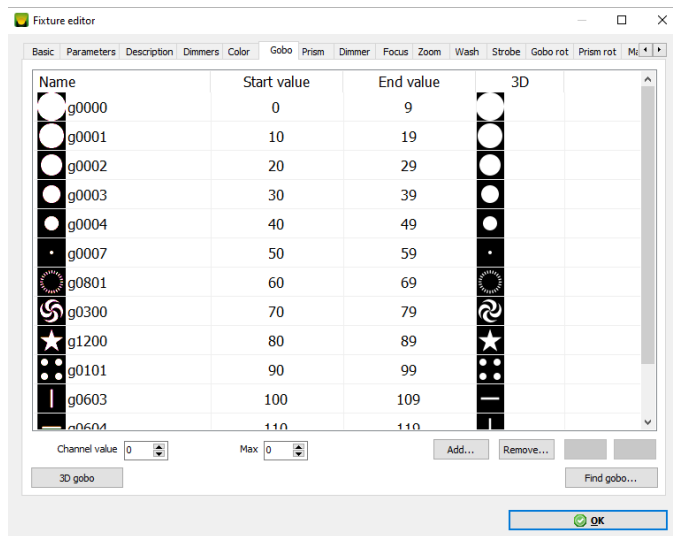 Fixture editor
Basic Parameters Description Dimmers Color Gobo Prism Dimmer Focus Zoom Wash Strobe Gobo rot Prism rot
Name Start value End value 3D
g0000 0 9
g0001 10 19
g0002 20 29
g0003 30 39
g0004 40 49
g0007 50 59
g0801 60 69
g0300 70 79
g1200 80 89
g0101 90 99
g0603 100 109
g0604 110 119
Channel value 0 Max 0 Add... Remove...
3D gobo Find gobo...
OK